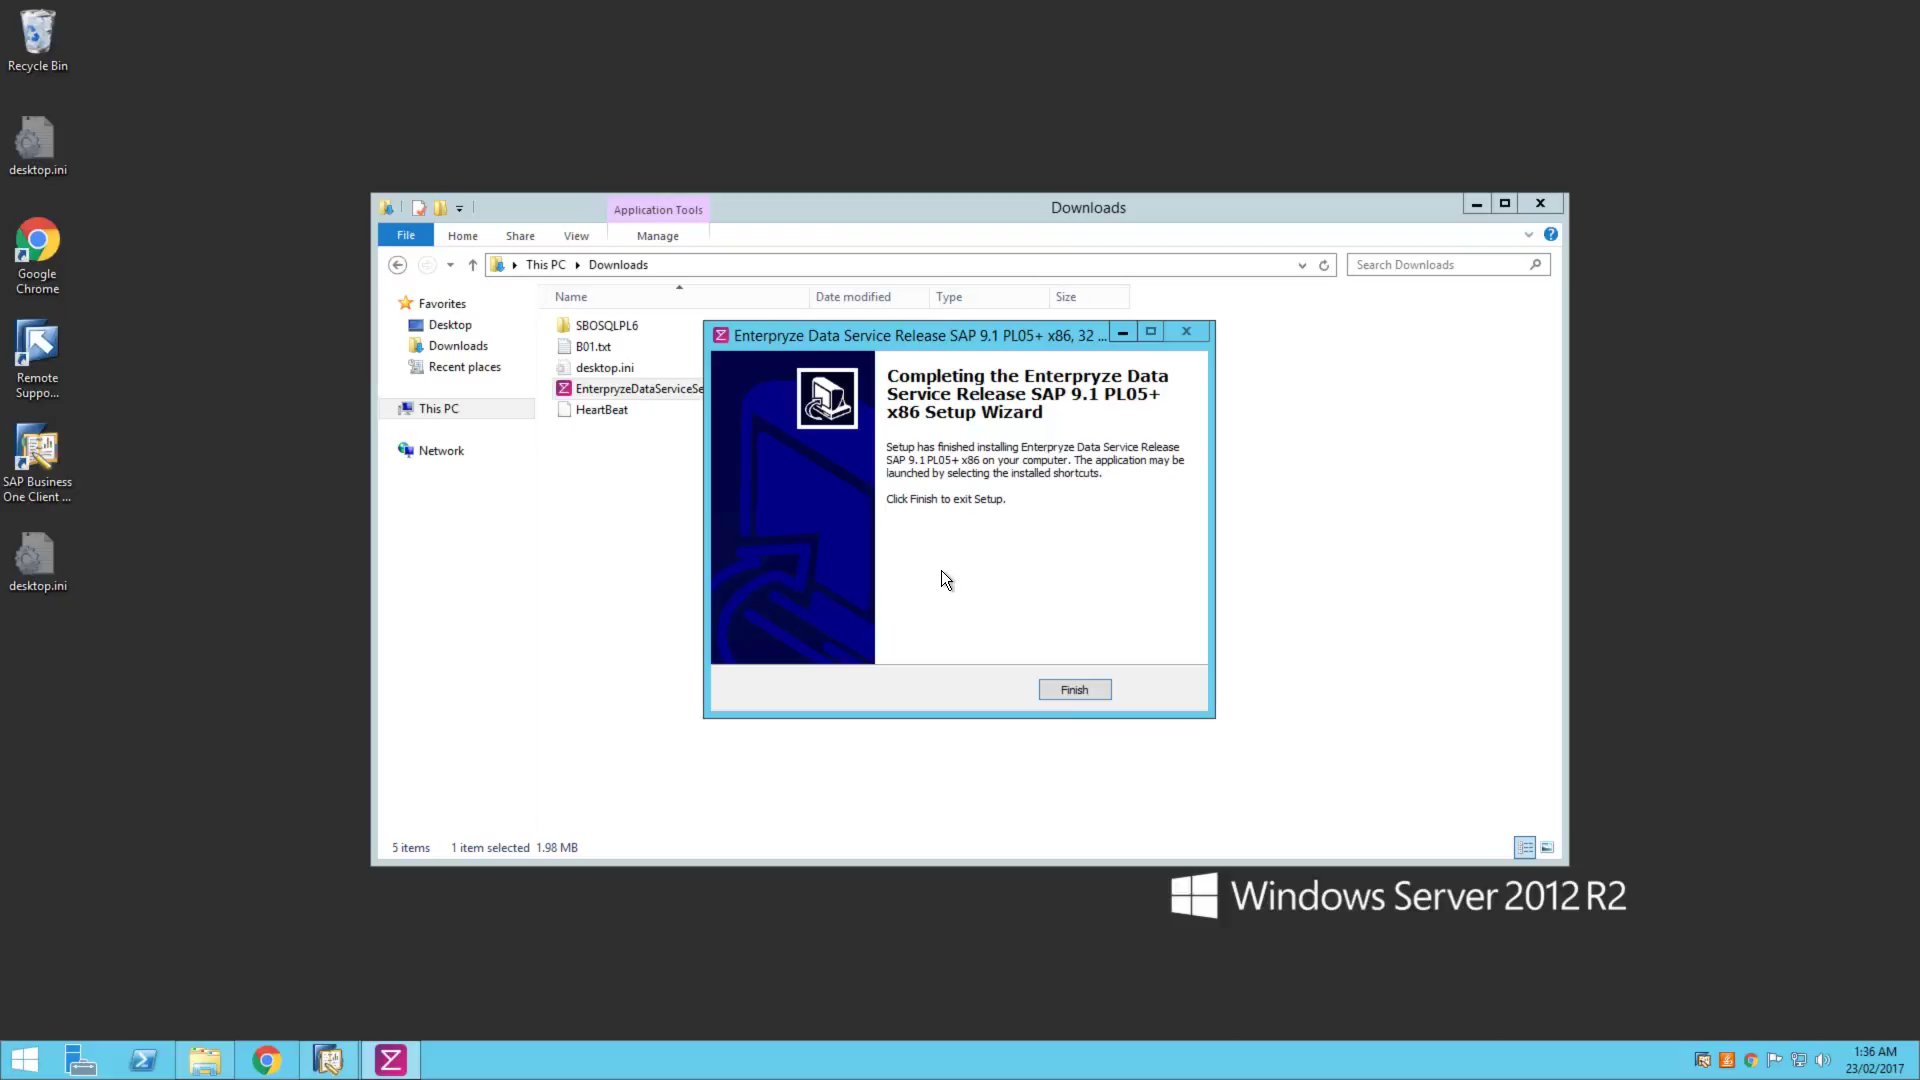 Recycle Bin
desktop.ini
Google
Chrome
Remote
Suppo...
SAP Business
One Client ...
desktop.ini
Application Tools
Downloads
File
Home
Share
View
Manage
This PC
Downloads
Search Downloads
Favorites
Desktop
Downloads
Recent places
This PC
Network
Name
Date modified
Type
Size
SBOSQLPL6
B01.txt
desktop.ini
EnterpryzeDataServiceSe
HeartBeat
Enterpryze Data Service Release SAP 9.1 PL05+ x86, 32 ...
Completing the Enterpryze Data
Service Release SAP 9.1 PL05+
x86 Setup Wizard
Setup has finished installing Enterpryze Data Service Release
SAP 9.1 PL05+ x86 on your computer. The application may be
launched by selecting the installed shortcuts.
Click Finish to exit Setup.
Finish
5 items
1 item selected 1.98 MB
Windows Server 2012 R2
1:36 AM
23/02/2017